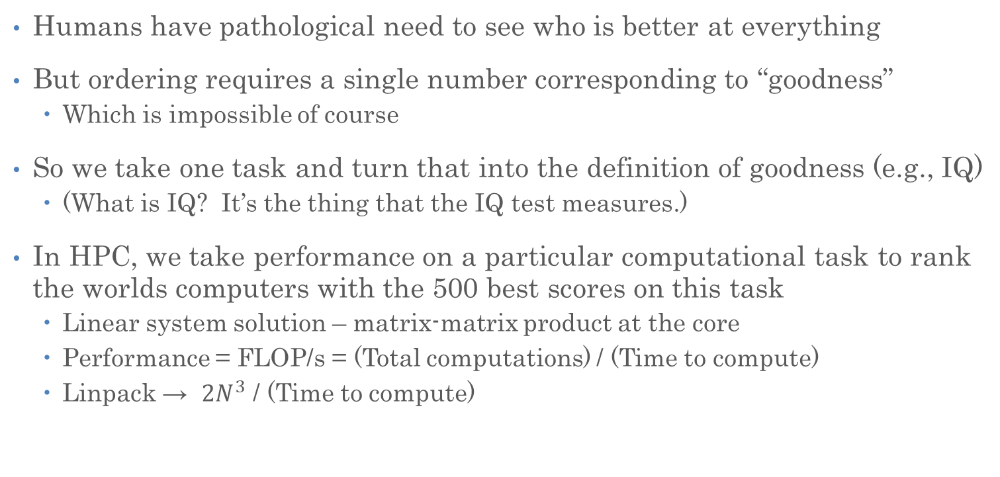 • Humans have pathological need to see who is better at everything
• But ordering requires a single number corresponding to “goodness”
• Which is impossible of course
• So we take one task and turn that into the definition of goodness (e.g., IQ)
• (What is IQ? It’s the thing that the IQ test measures.)
• In HPC, we take performance on a particular computational task to rank
the worlds computers with the 500 best scores on this task
• Linear system solution – matrix-matrix product at the core
• Performance = FLOP/s = (Total computations) / (Time to compute)
• Linpack → 2N³ / (Time to compute)